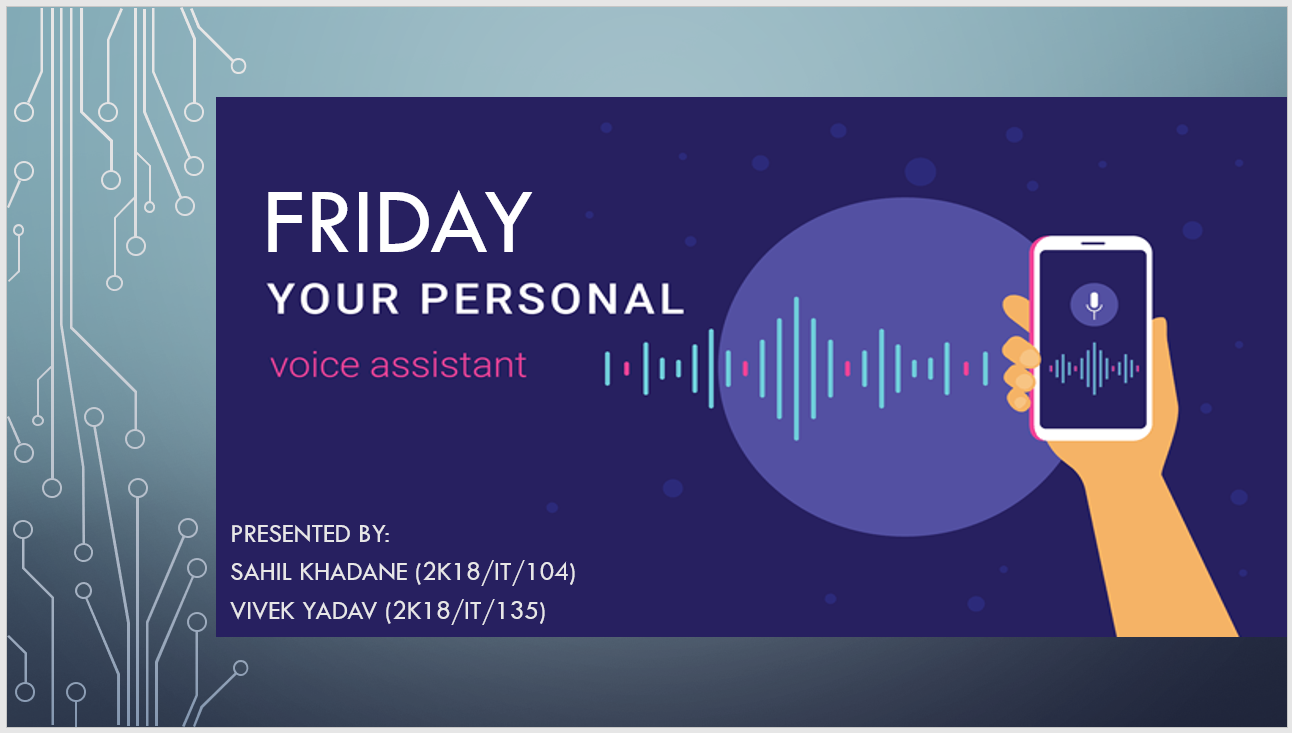 FRIDAY
YOUR PERSONAL
voice assistant
PRESENTED BY:
SAHIL KHADANE (2K18/IT/104)
VIVEK YADAV (2K18/IT/135)